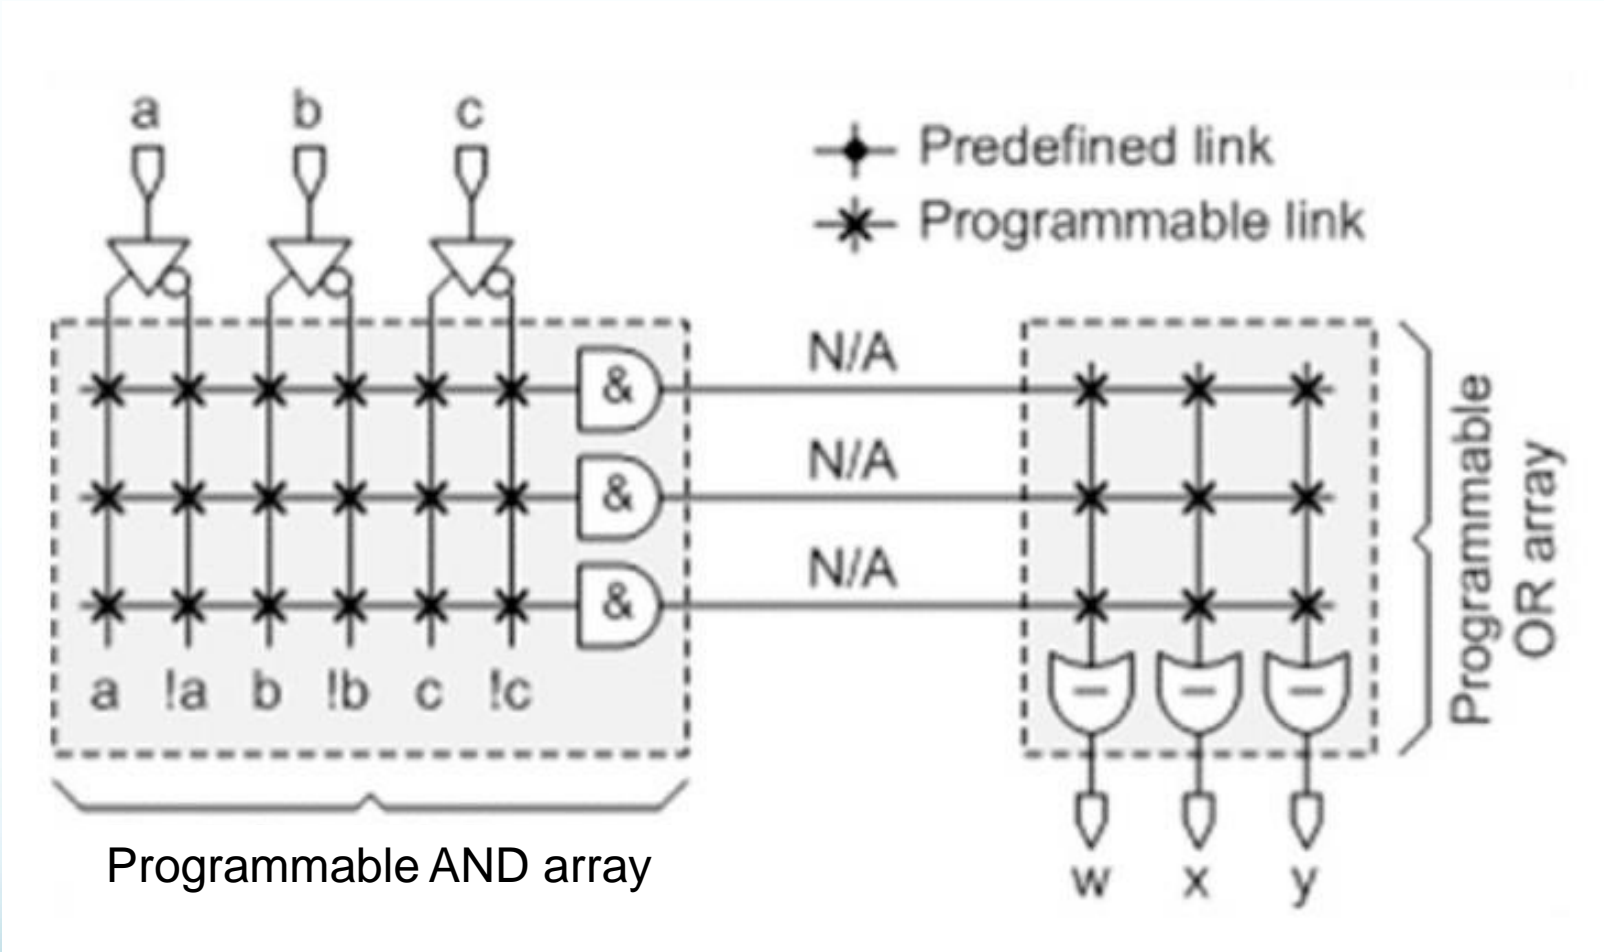 a b c
Predefined link
Programmable link
N/A
&
N/A
&
N/A
&
a !a b !b c !c
Programmable AND array
Programmable
OR array
w x y